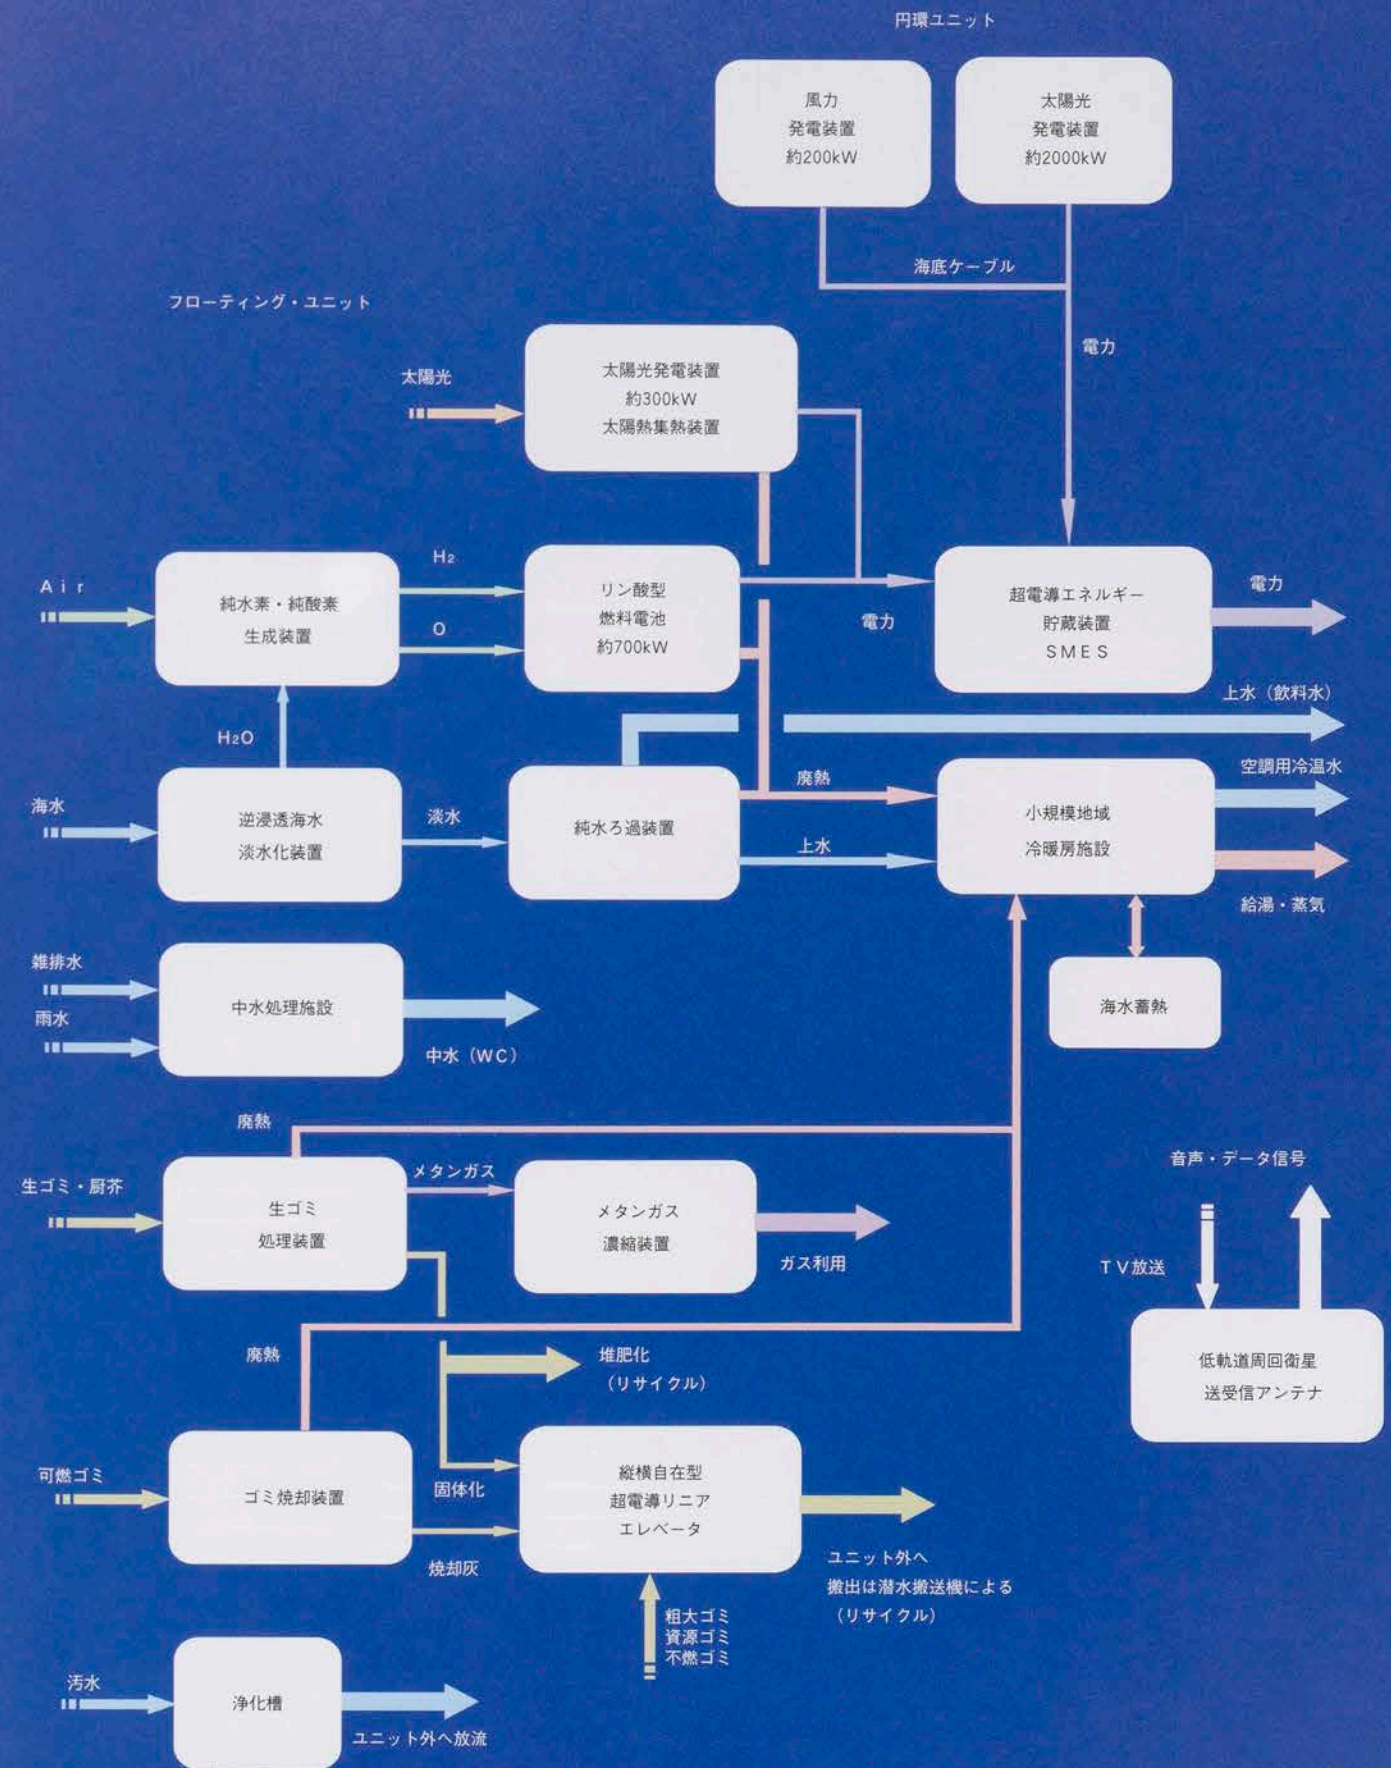 円環ユニット
風力
発電装置
約200kW
太陽光
発電装置
約2000kW
海底ケーブル
フローティング・ユニット
電力
太陽光
太陽光発電装置
約300kW
太陽熱集熱装置
Air
純水素・純酸素
生成装置
H₂
O
リン酸型
燃料電池
約700kW
電力
超電導エネルギー
貯蔵装置
SMES
電力
上水（飲料水）
H₂O
海水
逆浸透海水
淡水化装置
淡水
純水ろ過装置
廃熱
上水
小規模地域
冷暖房施設
空調用冷温水
給湯・蒸気
海水蓄熱
雑排水
雨水
中水処理施設
中水（WC）
廃熱
生ゴミ・厨芥
生ゴミ
処理装置
メタンガス
メタンガス
濃縮装置
ガス利用
音声・データ信号
TV放送
低軌道周回衛星
送受信アンテナ
廃熱
堆肥化
（リサイクル）
可燃ゴミ
ゴミ焼却装置
固体化
焼却灰
縦横自在型
超電導リニア
エレベータ
ユニット外へ
搬出は潜水搬送機による
（リサイクル）
粗大ゴミ
資源ゴミ
不燃ゴミ
汚水
浄化槽
ユニット外へ放流